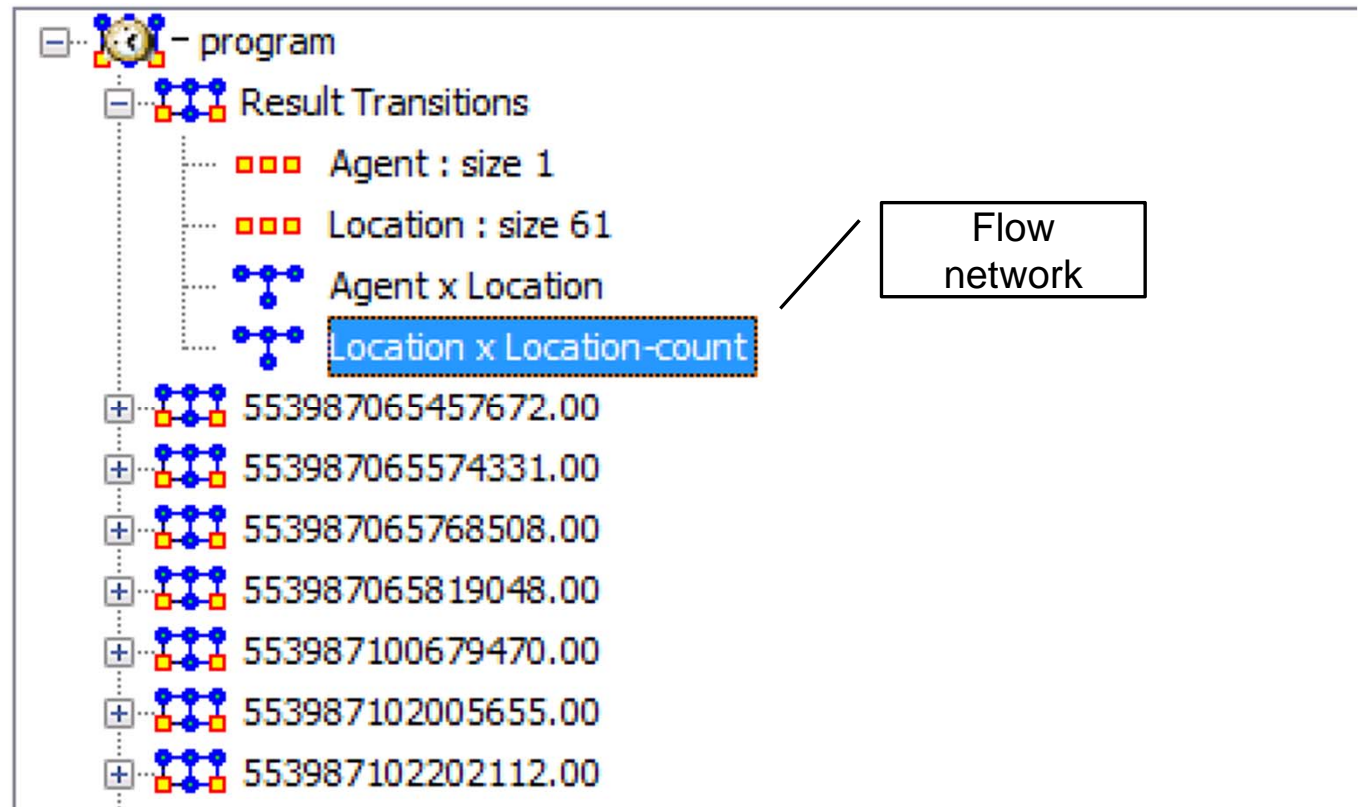 - program
Result Transitions
Agent : size 1
Location : size 61
Flow
network
Agent x Location
Location x Location-count
553987065457672.00
553987065574331.00
553987065768508.00
553987065819048.00
553987100679470.00
553987102005655.00
553987102202112.00